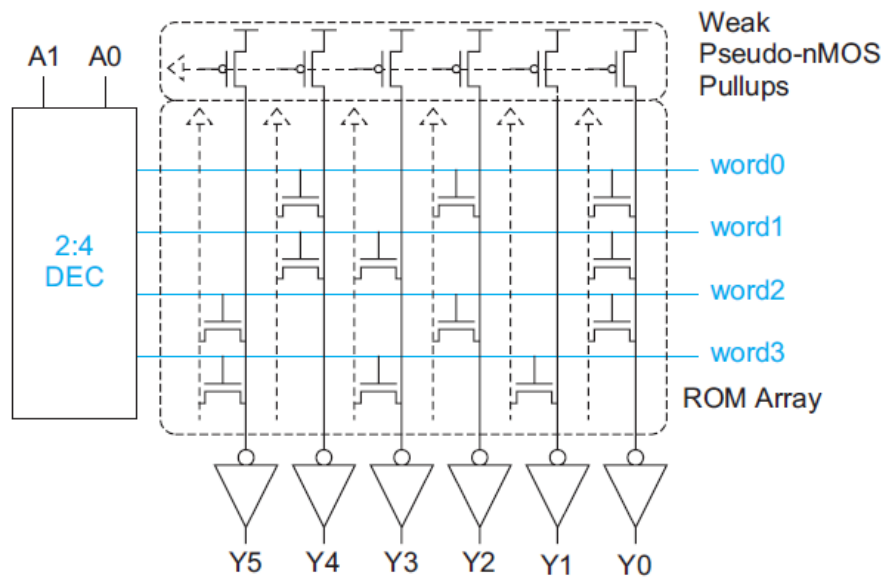 Weak
Pseudo-nMOS
Pullups
A1 A0
word0
word1
2:4
DEC
word2
word3
ROM Array
Y5 Y4 Y3 Y2 Y1 Y0